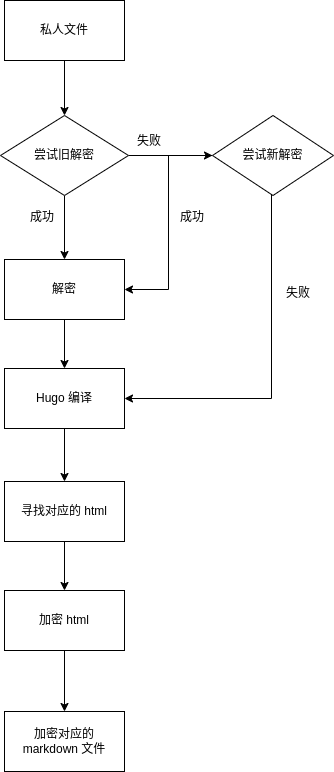 私人文件
失败
尝试旧解密
尝试新解密
成功
成功
解密
失败
Hugo 编译
寻找对应的 html
加密 html
加密对应的
markdown 文件